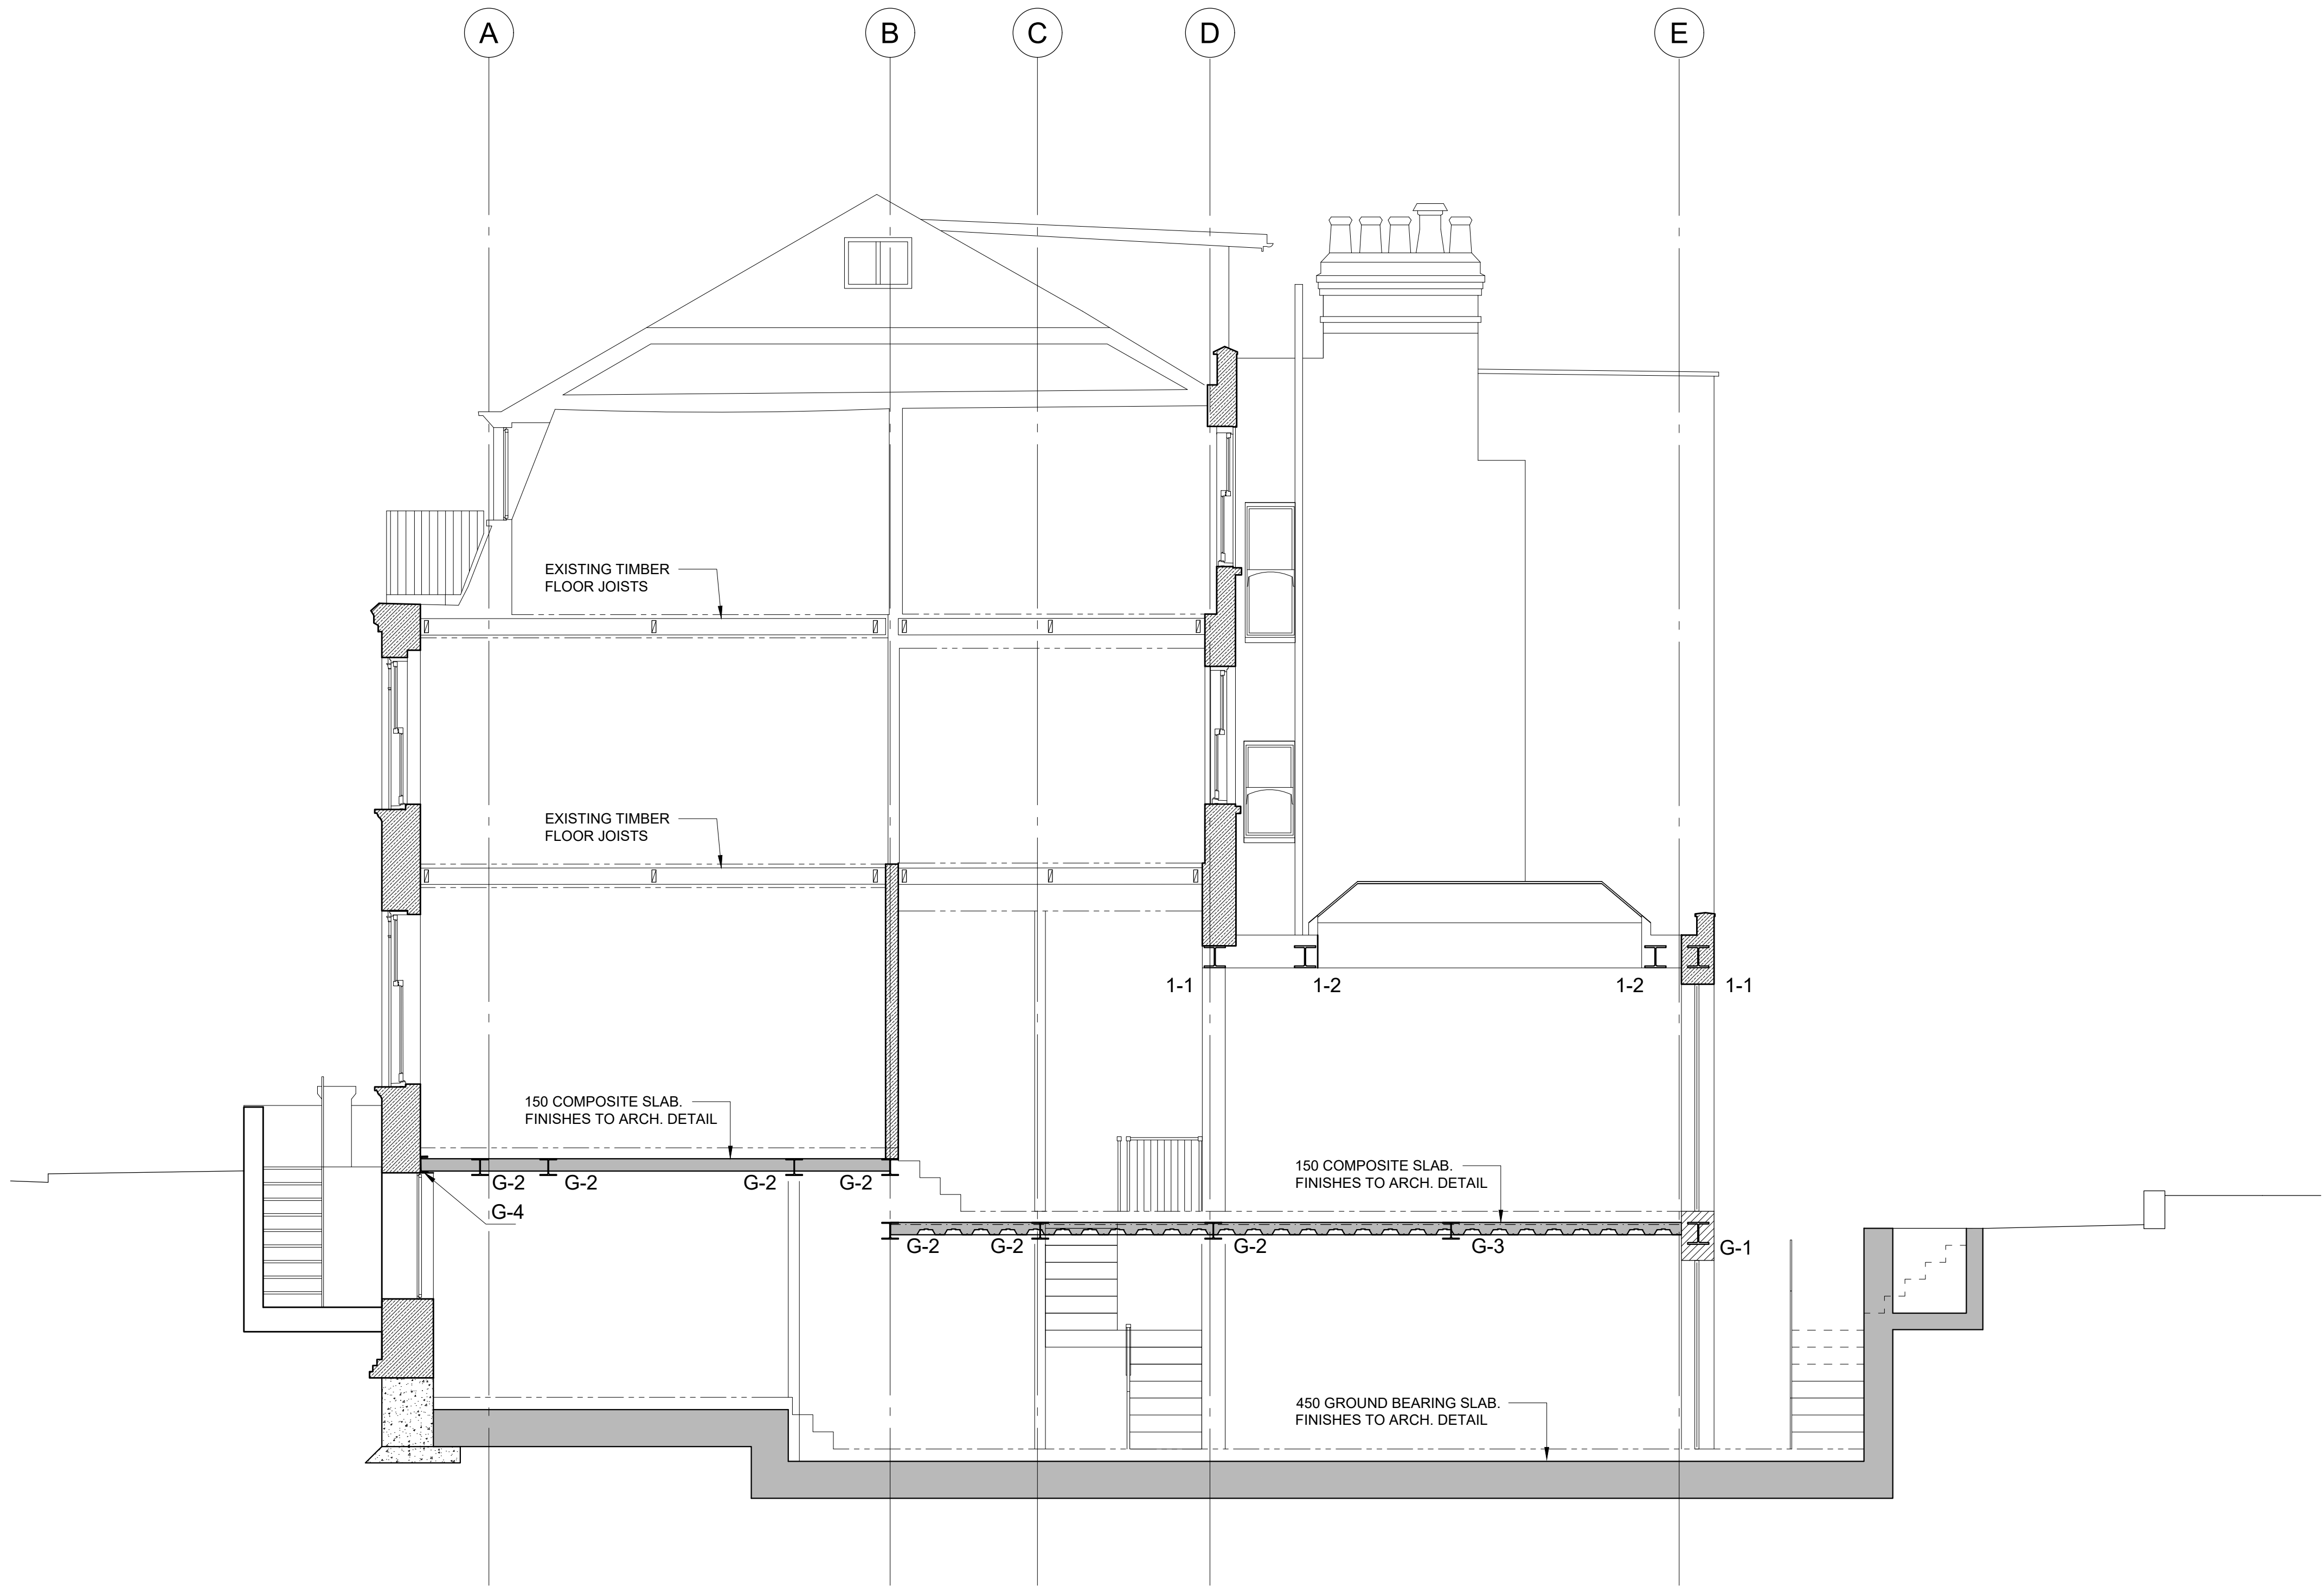 A
B
C
D
E
EXISTING TIMBER
FLOOR JOISTS
EXISTING TIMBER
FLOOR JOISTS
1-1
1-2
1-2
1-1
150 COMPOSITE SLAB.
FINISHES TO ARCH. DETAIL
G-2
G-2
G-2
G-2
G-4
150 COMPOSITE SLAB.
FINISHES TO ARCH. DETAIL
G-2
G-2
G-2
G-3
G-1
450 GROUND BEARING SLAB.
FINISHES TO ARCH. DETAIL